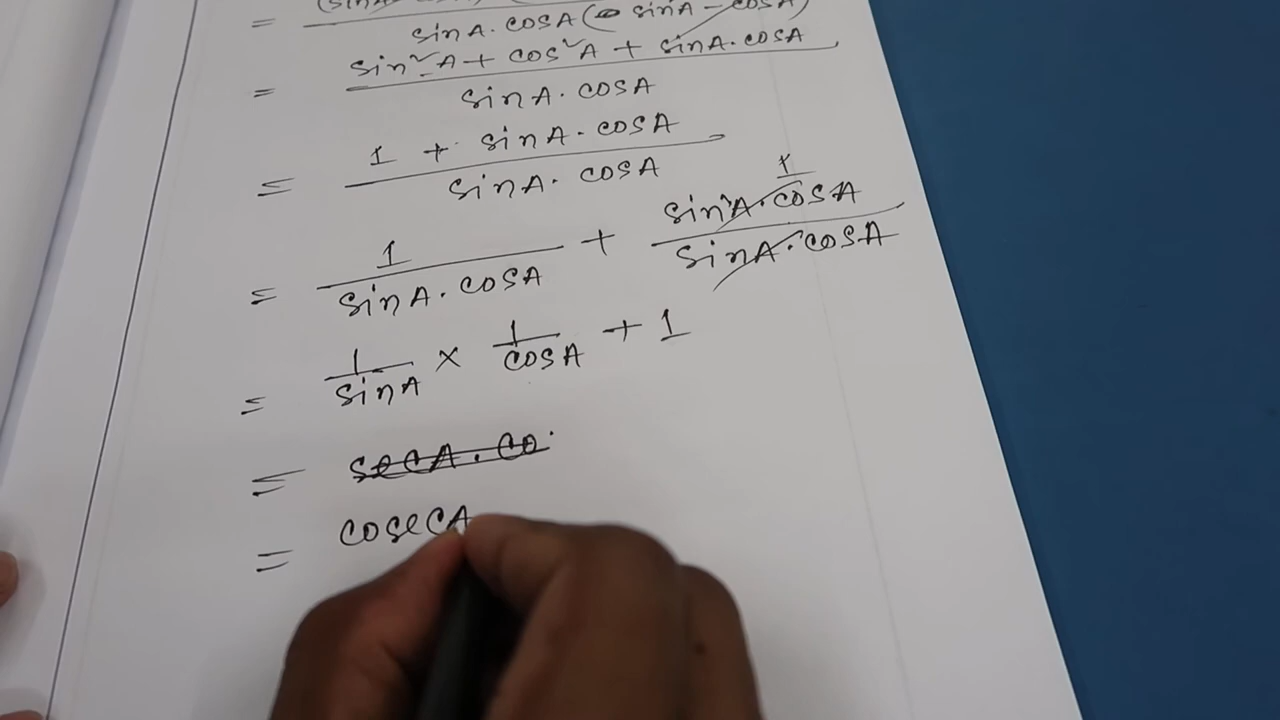 = sinA.cosA(sinA - cosA)
= sin²A + cos²A + sinA.cosA
sinA.cosA
= 1 + sinA.cosA
sinA.cosA
= 1 + sinA.cosA 1
sinA.cosA sinA.cosA
= 1 × 1 + 1
sinA cosA
= secA.co
= cosecA